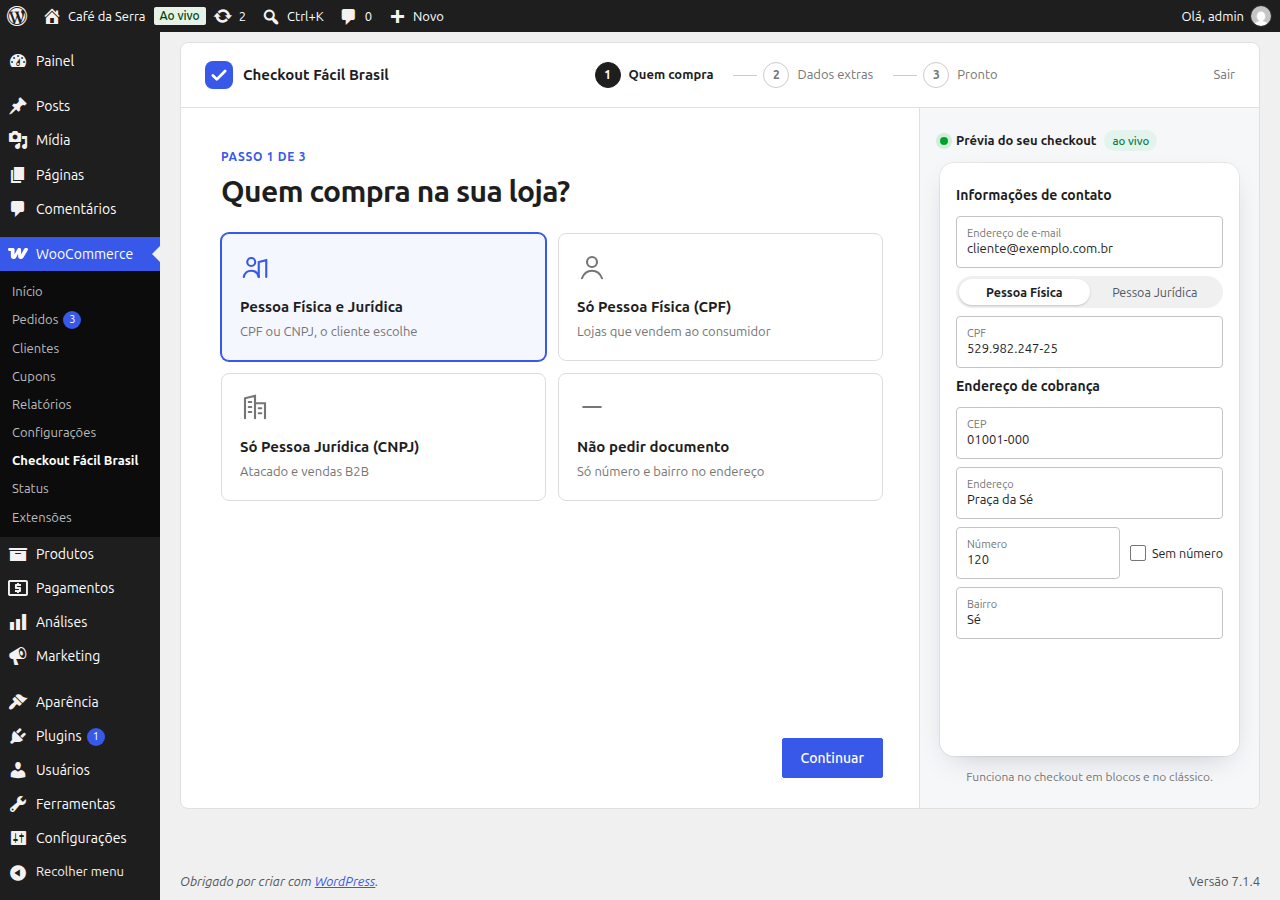 Café da Serra Ao vivo 2 Ctrl+K 0 Novo Olá, admin
Painel
Posts
Mídia
Páginas
Comentários
WooCommerce
Início
Pedidos 3
Clientes
Cupons
Relatórios
Configurações
Checkout Fácil Brasil
Status
Extensões
Produtos
Pagamentos
Análises
Marketing
Aparência
Plugins 1
Usuários
Ferramentas
Configurações
Recolher menu
Checkout Fácil Brasil
1 Quem compra 2 Dados extras 3 Pronto
Sair
PASSO 1 DE 3
Quem compra na sua loja?
Pessoa Física e Jurídica
CPF ou CNPJ, o cliente escolhe
Só Pessoa Física (CPF)
Lojas que vendem ao consumidor
Só Pessoa Jurídica (CNPJ)
Atacado e vendas B2B
Não pedir documento
Só número e bairro no endereço
Continuar
Prévia do seu checkout ao vivo
Informações de contato
Endereço de e-mail
cliente@exemplo.com.br
Pessoa Física Pessoa Jurídica
CPF
529.982.247-25
Endereço de cobrança
CEP
01001-000
Endereço
Praça da Sé
Número
120
Sem número
Bairro
Sé
Funciona no checkout em blocos e no clássico.
Obrigado por criar com WordPress.
Versão 7.1.4